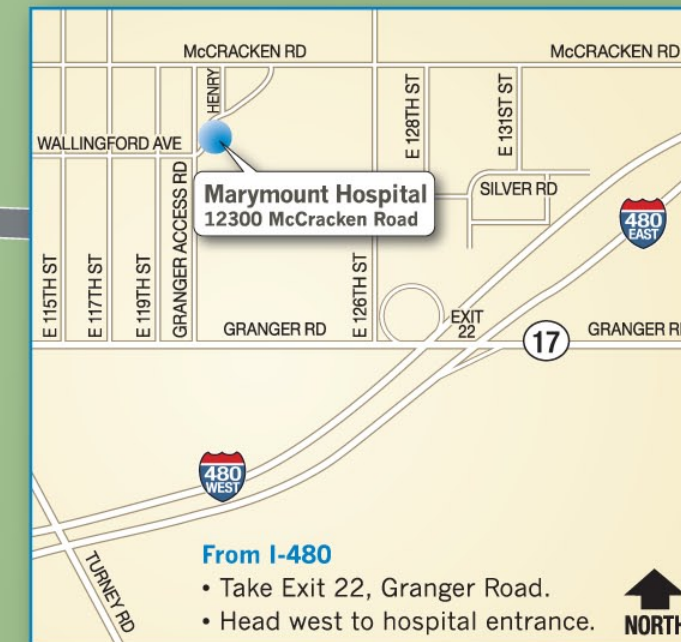 McCRACKEN RD
McCRACKEN RD
HENRY
E 128TH ST
E 131ST ST
WALLINGFORD AVE
Marymount Hospital
12300 McCracken Road
SILVER RD
480
EAST
E 115TH ST
E 117TH ST
E 119TH ST
GRANGER ACCESS RD
E 126TH ST
GRANGER RD
EXIT
22
17
GRANGER RD
480
WEST
TURNEY RD
From I-480
• Take Exit 22, Granger Road.
• Head west to hospital entrance.
NORTH